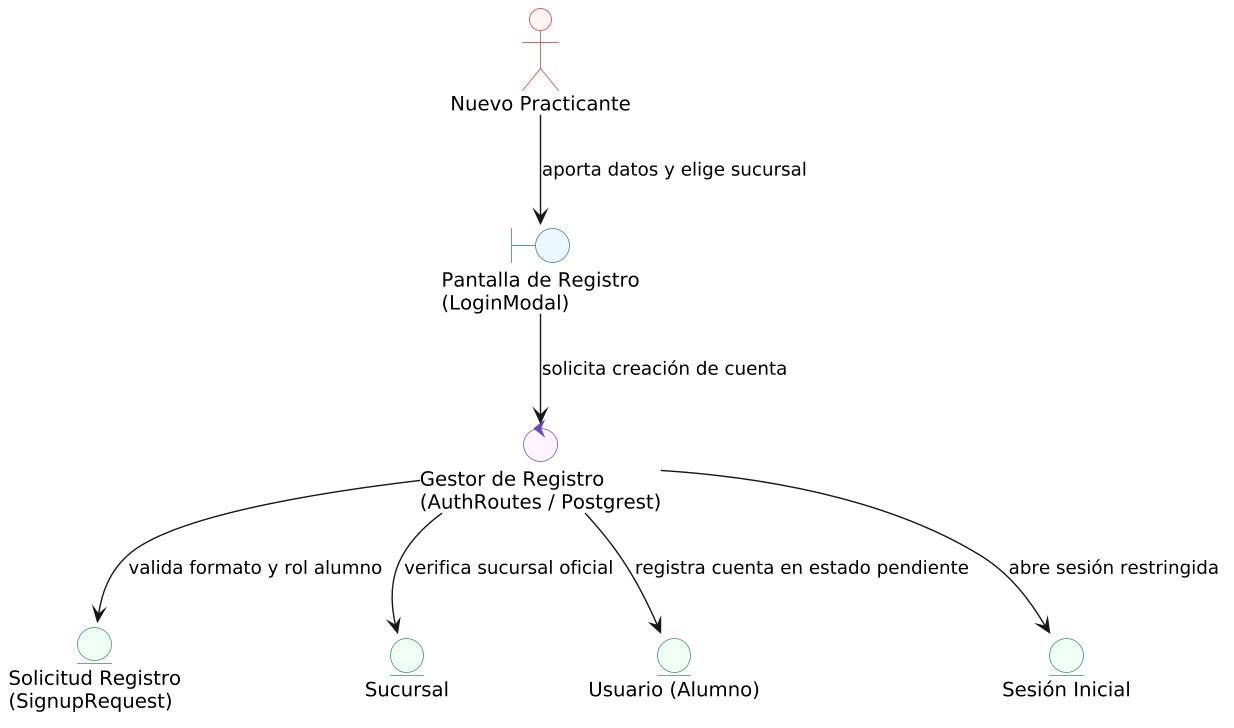 Nuevo Practicante
aporta datos y elige sucursal
Pantalla de Registro
(LoginModal)
solicita creación de cuenta
Gestor de Registro
(AuthRoutes / Postgrest)
valida formato y rol alumno
verifica sucursal oficial
registra cuenta en estado pendiente
abre sesión restringida
Solicitud Registro
(SignupRequest)
Sucursal
Usuario (Alumno)
Sesión Inicial